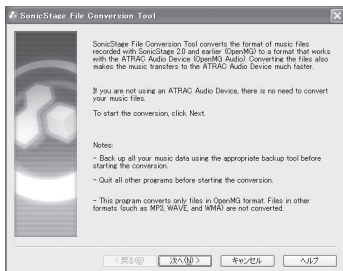 SonicStage File Conversion Tool
SonicStage File Conversion Tool converts the format of music files
recorded with SonicStage 2.0 and earlier (OpenMG) to a format that works
with the ATRAC Audio Device (OpenMG Audio). Converting the files also
makes the music transfers to the ATRAC Audio Device much faster.
If you are not using an ATRAC Audio Device, there is no need to convert
your music files.
To start the conversion, click Next.
Notes:
- Back up all your music data using the appropriate backup tool before
starting the conversion.
- Quit all other programs before starting the conversion.
- This program converts only files in OpenMG format. Files in other
formats (such as MP3, WAVE, and WMA) are not converted.
< 戻る(B) 次へ(N) > キャンセル ヘルプ